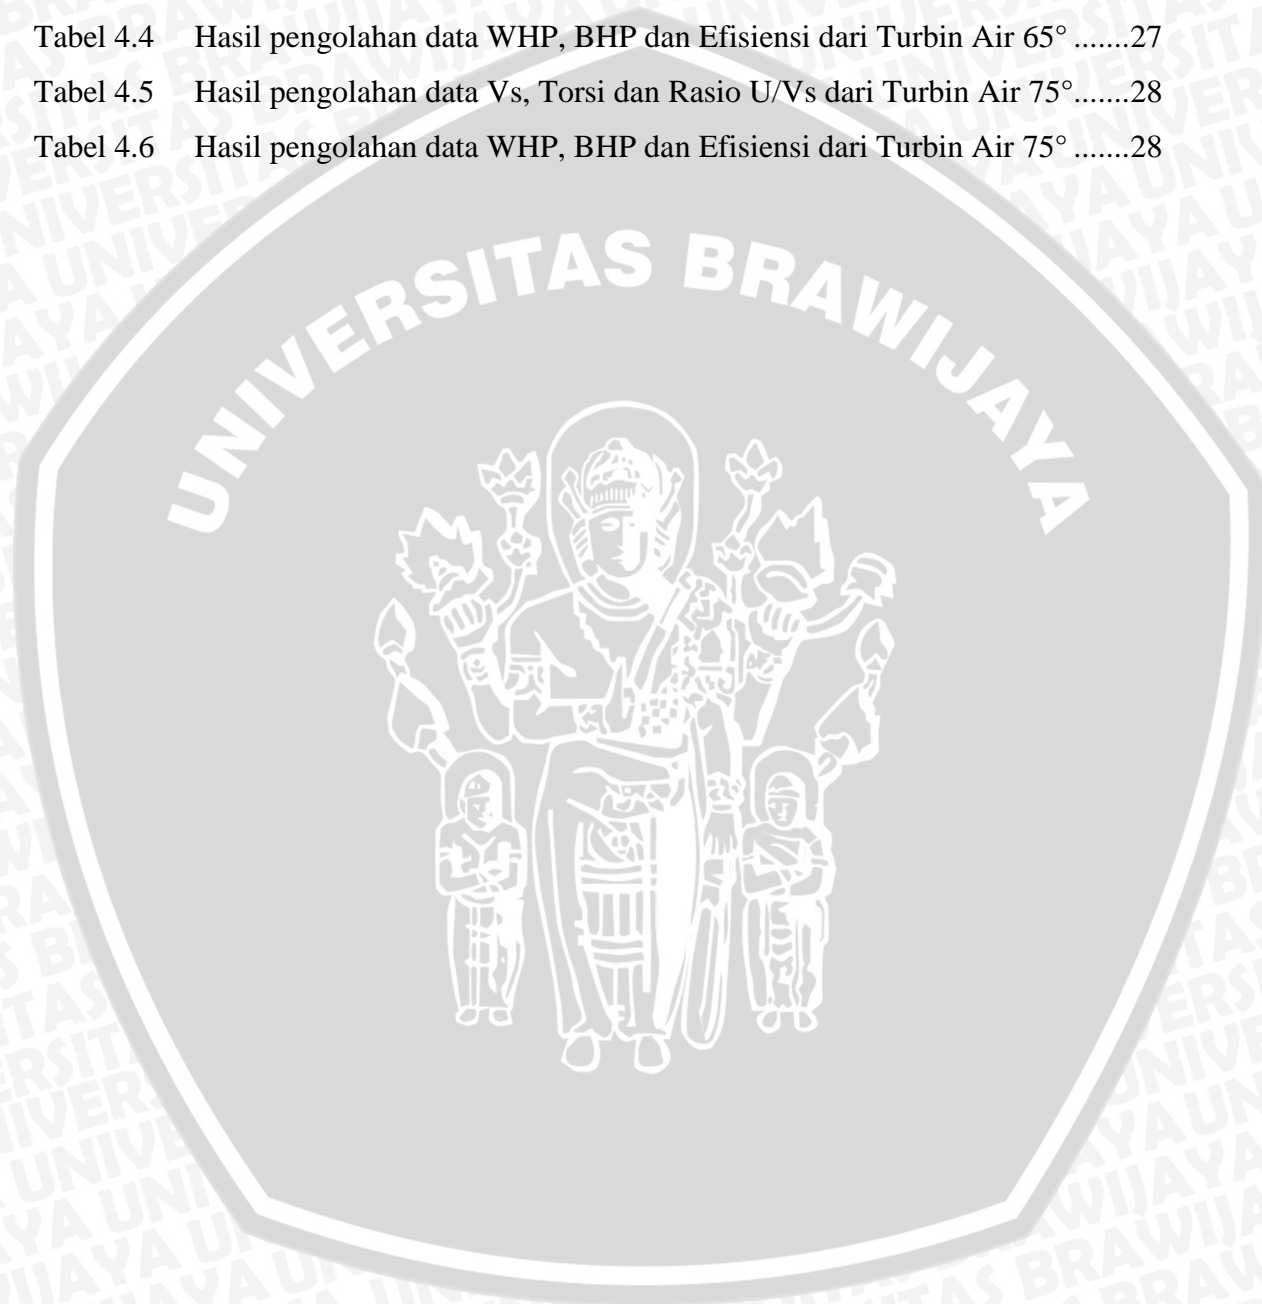 Tabel 4.4 Hasil pengolahan data WHP, BHP dan Efisiensi dari Turbin Air 65° .......27
Tabel 4.5 Hasil pengolahan data Vs, Torsi dan Rasio U/Vs dari Turbin Air 75°.......28
Tabel 4.6 Hasil pengolahan data WHP, BHP dan Efisiensi dari Turbin Air 75° .......28
UNIVERSITAS BRAWIJAYA